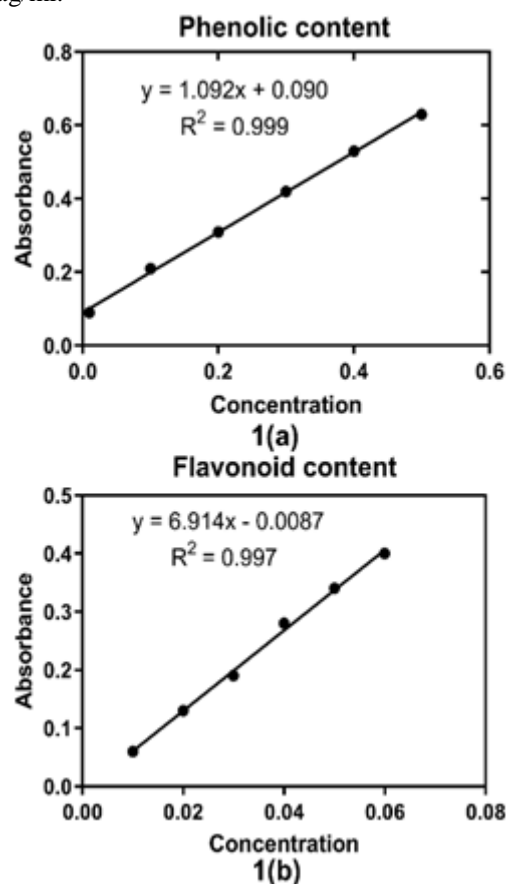 Phenolic content
y = 1.092x + 0.090
R² = 0.999
0.8
0.6
0.4
0.2
0.0
Absorbance
0.0 0.2 0.4 0.6
Concentration
1(a)
Flavonoid content
y = 6.914x - 0.0087
R² = 0.997
0.5
0.4
0.3
0.2
0.1
0.0
Absorbance
0.00 0.02 0.04 0.06 0.08
Concentration
1(b)